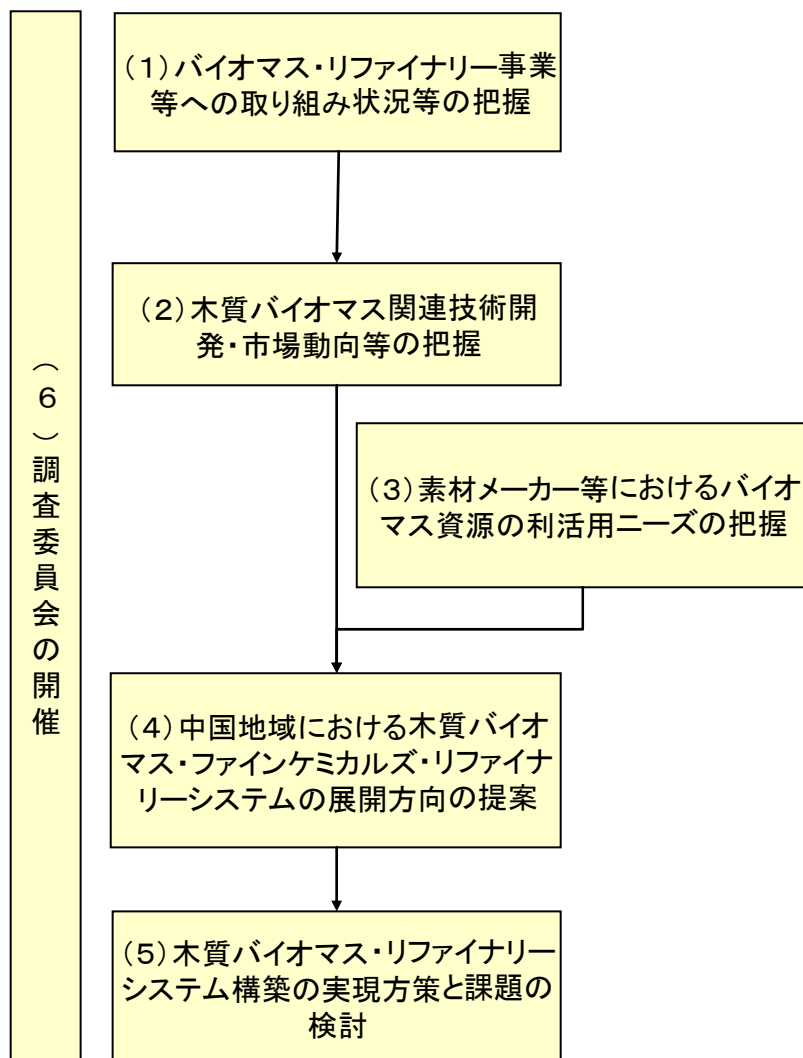 (1)バイオマス・リファイナリー事業
等への取り組み状況等の把握
(2)木質バイオマス関連技術開
発・市場動向等の把握
(3)素材メーカー等におけるバイオ
マス資源の利活用ニーズの把握
(4)中国地域における木質バイオ
マス・ファインケミカルズ・リファイナ
リーシステムの展開方向の提案
(5)木質バイオマス・リファイナリー
システム構築の実現方策と課題の
検討
(6)調査委員会の開催